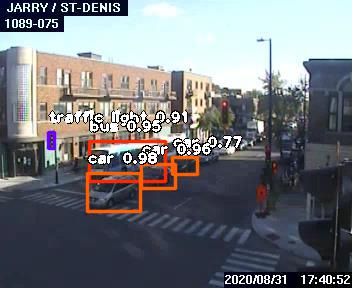 JARRY / ST-DENIS
1089-075
traffic light 0.91
bus 0.95
car 0.77
car 0.96
car 0.98
2020/08/31 17:40:52